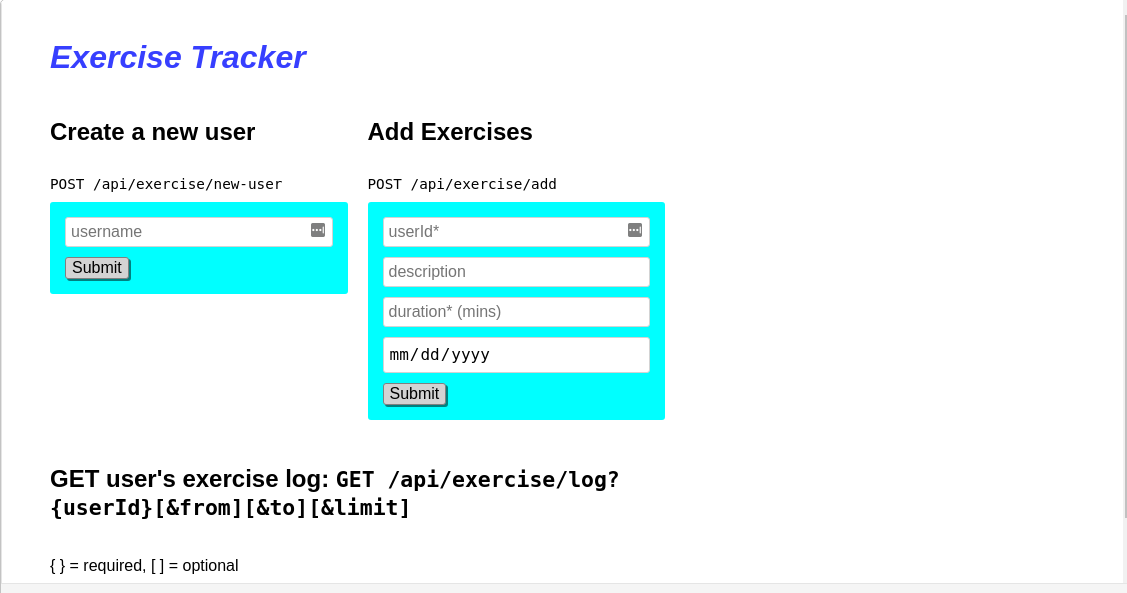 Exercise Tracker
Create a new user
POST /api/exercise/new-user
username
Submit
Add Exercises
POST /api/exercise/add
userId*
description
duration* (mins)
mm/dd/yyyy
Submit
GET user's exercise log: GET /api/exercise/log?
{userId}[&from][&to][&limit]
{ } = required, [ ] = optional